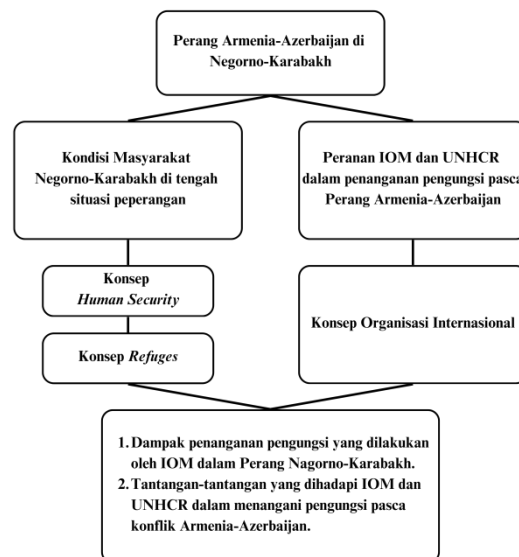 Perang Armenia-Azerbaijan di
Negorno-Karabakh
Kondisi Masyarakat
Negorno-Karabakh di tengah
situasi peperangan
Peranan IOM dan UNHCR
dalam penanganan pengungsi pasca
Perang Armenia-Azerbaijan
Konsep
Human Security
Konsep Refuges
Konsep Organisasi Internasional
1. Dampak penanganan pengungsi yang dilakukan
oleh IOM dalam Perang Nagorno-Karabakh.
2. Tantangan-tantangan yang dihadapi IOM dan
UNHCR dalam menangani pengungsi pasca
konflik Armenia-Azerbaijan.